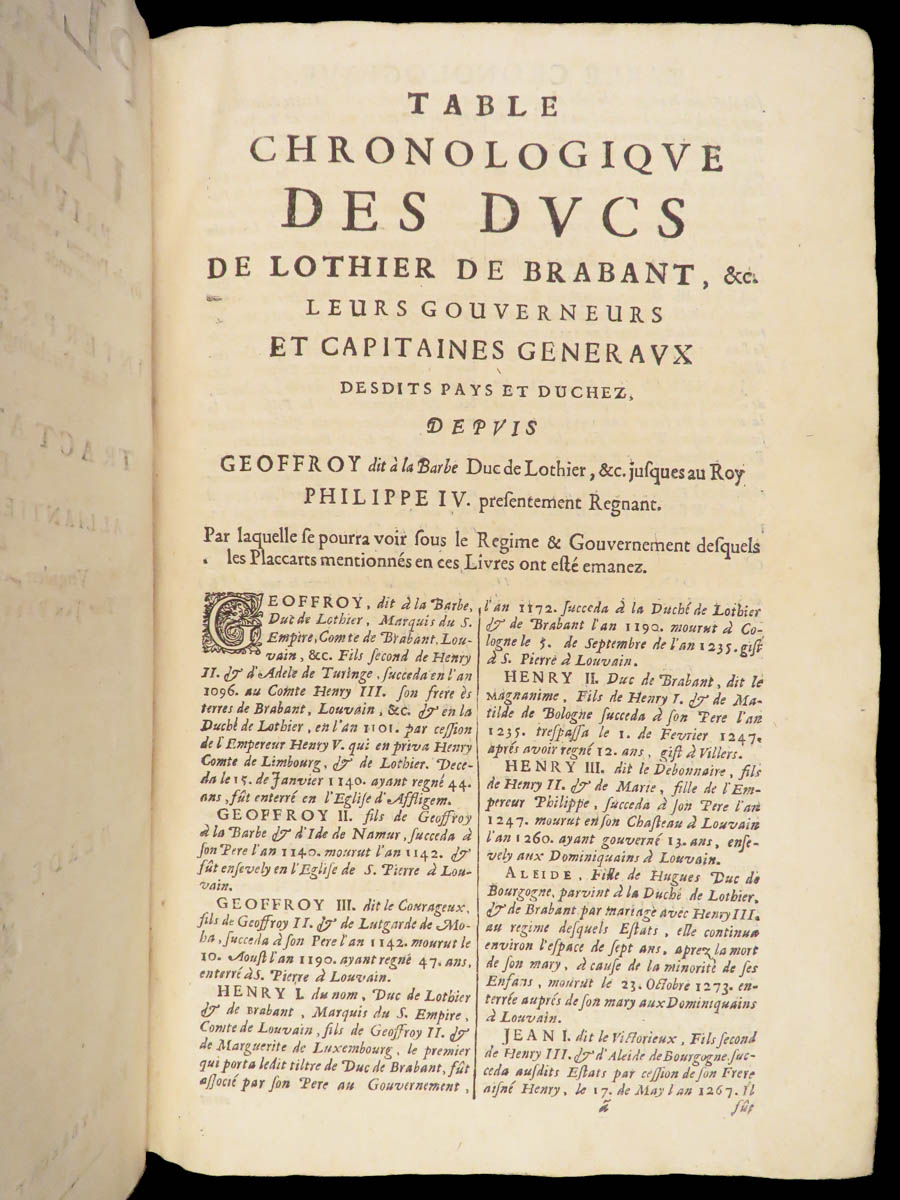 TABLE
CHRONOLOGIQVE
DES DVCS
DE LOTHIER DE BRABANT, &c.
LEURS GOUVERNEURS
ET CAPITAINES GENERAVX
DESDITS PAYS ET DUCHEZ,
DEPVIS
GEOFFROY dit à la Barbe Duc de Lothier, &c. juſques au Roy
PHILIPPE IV. preſentement Regnant.
Par laquelle ſe pourra voir ſous le Regime & Gouvernement deſquels
les Placcarts mentionnés en ces Livres ont eſté emanez.
GEOFFROY, dit à la Barbe,
Duc de Lothier, Marquis du S.
Empire, Comte de Brabant, Lou-
vain, &c. Fils ſecond de Henry
II. & d'Adele de Turinge, ſucceda en l'an
1096. au Comte Henry III. ſon frere és
terres de Brabant, Louvain, &c. & en la
Duché de Lothier, en l'an 1101. par ceſſion
de l'Empereur Henry V. qui en priva Henry
Comte de Limbourg, & de Lothier. Dece-
da le 15. de Janvier 1140. ayant regné 44.
ans, fût enterré en l'Egliſe d'Affligem.
GEOFFROY II. fils de Geoffroy
à la Barbe & d'Ide de Namur, ſucceda à
ſon Pere l'an 1140. mourut l'an 1142. &
fût enſevely en l'Egliſe de S. Pierre à Lou-
vain.
GEOFFROY III. dit le Courageux,
fils de Geoffroy II. & de Lutgarde de Mo-
ha, ſucceda à ſon Pere l'an 1142. mourut le
10. Aouſt l'an 1190. ayant regné 47. ans,
enterré à S. Pierre à Louvain.
HENRY I. du nom, Duc de Lothier
& de Brabant, Marquis du S. Empire,
Comte de Louvain, fils de Geoffroy II. &
de Marguerite de Luxembourg, le premier
qui porta ledit tiltre de Duc de Brabant, fût
aſſocié par ſon Pere au Gouvernement,
l'an 1172. ſucceda à la Duché de Lothier
& de Brabant l'an 1190. mourut à Co-
logne le 5. de Septembre de l'an 1235. giſt
à S. Pierre à Louvain.
HENRY II. Duc de Brabant, dit le
Magnanime, Fils de Henry I. & de Ma-
tilde de Bologne ſucceda à ſon Pere l'an
1235. treſpaſſa le 1. de Fevrier 1247.
aprés avoir regné 12. ans, giſt à Villers.
HENRY III. dit le Debonnaire, fils
de Henry II. & de Marie, fille de l'Em-
pereur Philippe, ſucceda à ſon Pere l'an
1247. mourut en ſon Chaſteau à Louvain
l'an 1260. ayant gouverné 13. ans, enſe-
vely aux Dominiquains à Louvain.
ALEIDE, Fille de Hugues Duc de
Bourgogne, parvint à la Duché de Lothier,
& de Brabant par mariage avec Henry III.
au regime deſquels Eſtats, elle continua
environ l'eſpace de ſept ans, aprez la mort
de ſon mary, à cauſe de la minorité de ſes
Enfans, mourut le 23. Octobre 1273. en-
terrée auprés de ſon mary aux Dominiquains
à Louvain.
JEAN I. dit le Victorieux, Fils ſecond
de Henry III. & d'Aleide de Bourgogne, ſuc-
ceda auſdits Eſtats par ceſſion de ſon Frere
aiſné Henry, le 17. de May l'an 1267. Il
ã fût